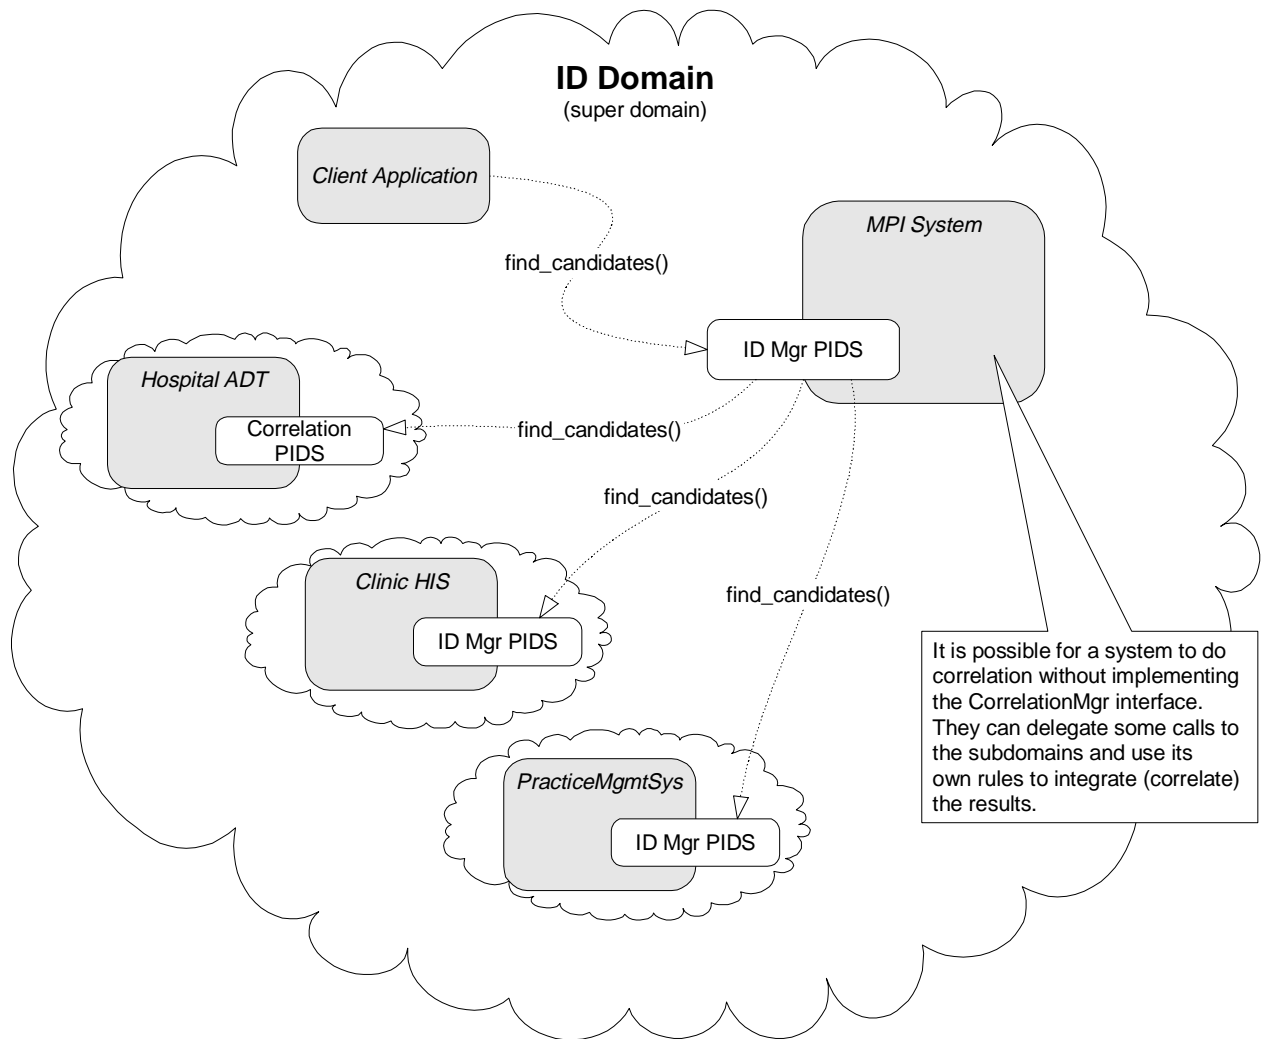 ID Domain
(super domain)
Client Application
MPI System
find_candidates()
ID Mgr PIDS
Hospital ADT
Correlation
PIDS
find_candidates()
find_candidates()
Clinic HIS
ID Mgr PIDS
find_candidates()
It is possible for a system to do
correlation without implementing
the CorrelationMgr interface.
They can delegate some calls to
the subdomains and use its
own rules to integrate (correlate)
the results.
PracticeMgmtSys
ID Mgr PIDS